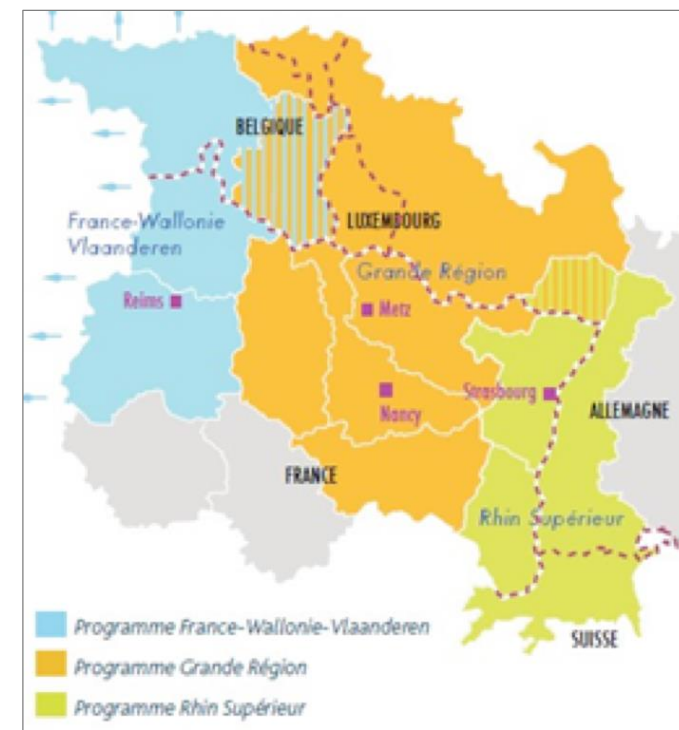 BELGIQUE
France-Wallonie
Vlaanderen
LUXEMBOURG
Grande Région
Reims
Metz
Nancy
Strasbourg
ALLEMAGNE
FRANCE
Rhin Supérieur
SUISSE
Programme France-Wallonie-Vlaanderen
Programme Grande Région
Programme Rhin Supérieur